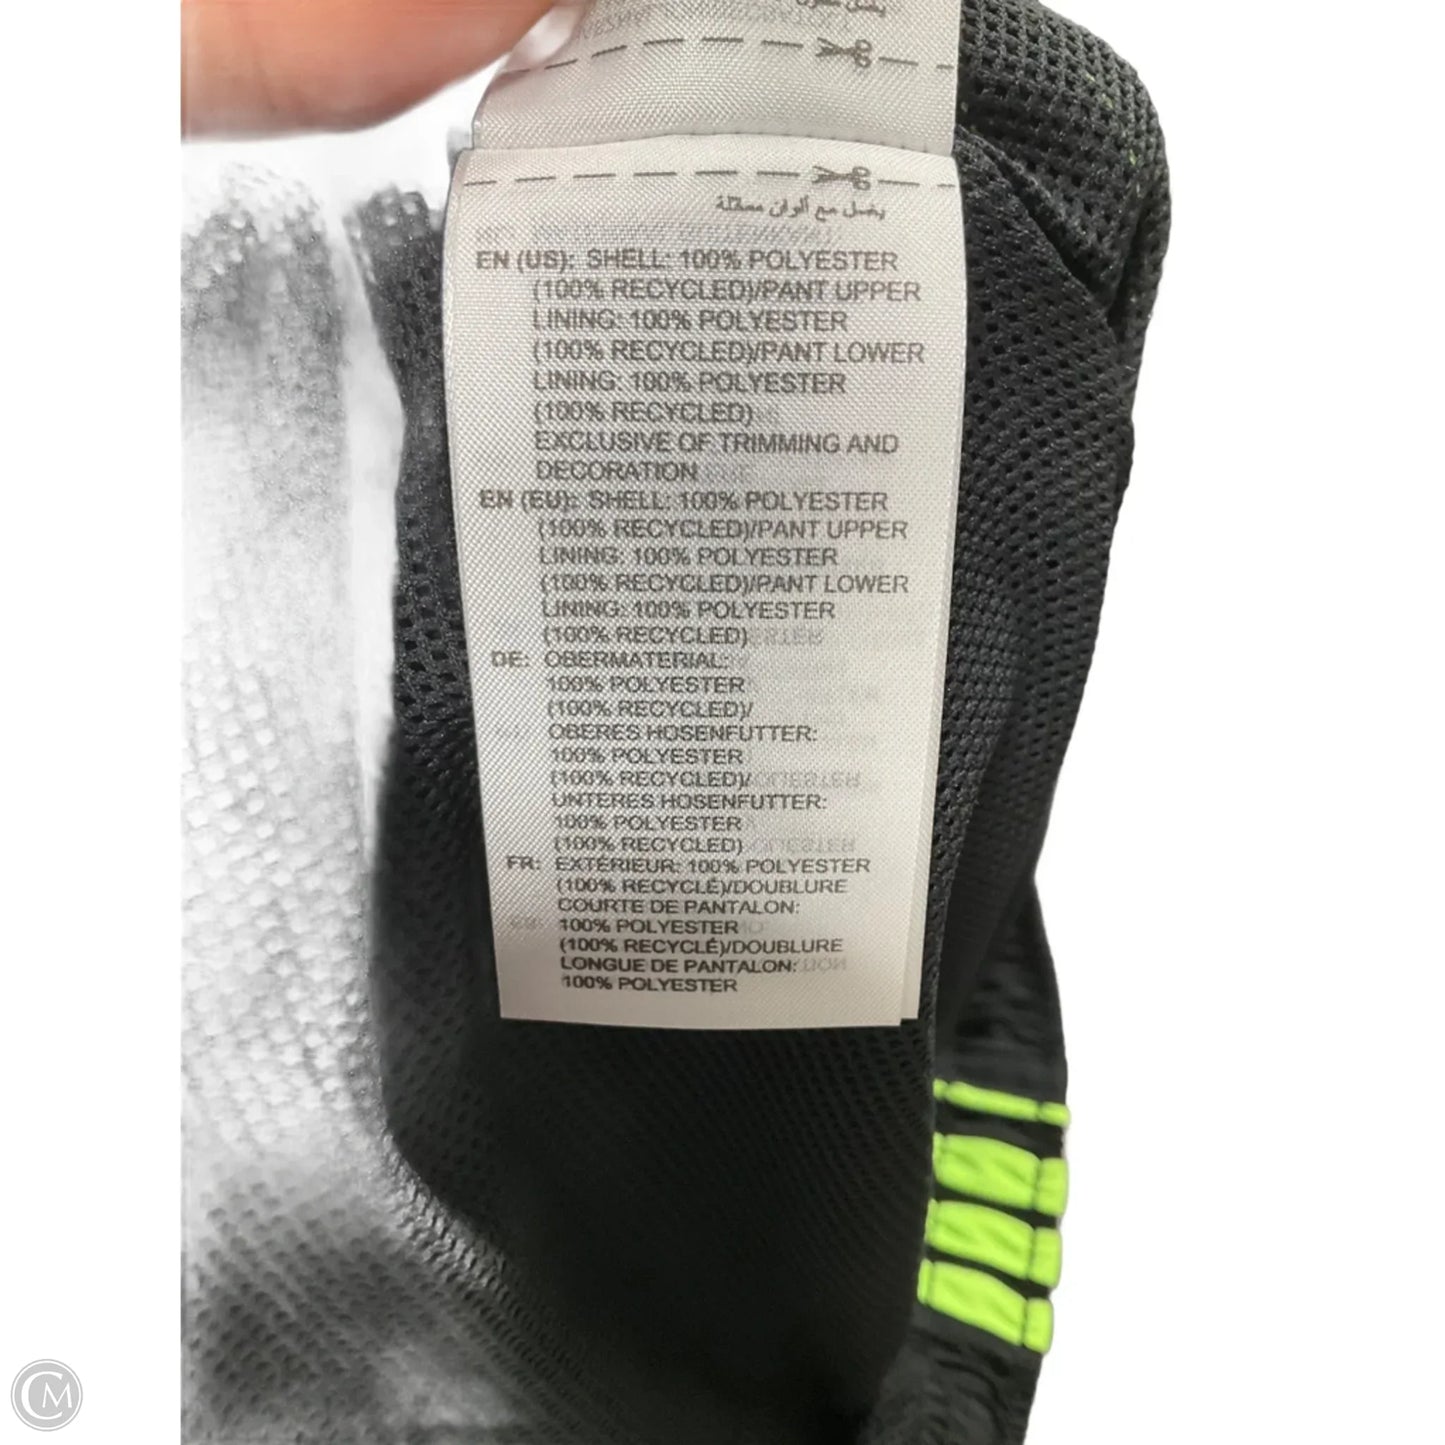 يغسل مع ألوان مماثلة
EN (US): SHELL: 100% POLYESTER
(100% RECYCLED)/PANT UPPER
LINING: 100% POLYESTER
(100% RECYCLED)/PANT LOWER
LINING: 100% POLYESTER
(100% RECYCLED)
EXCLUSIVE OF TRIMMING AND
DECORATION
EN (EU): SHELL: 100% POLYESTER
(100% RECYCLED)/PANT UPPER
LINING: 100% POLYESTER
(100% RECYCLED)/PANT LOWER
LINING: 100% POLYESTER
(100% RECYCLED)
DE: OBERMATERIAL:
100% POLYESTER
(100% RECYCLED)/
OBERES HOSENFUTTER:
100% POLYESTER
(100% RECYCLED)/
UNTERES HOSENFUTTER:
100% POLYESTER
(100% RECYCLED)
FR: EXTÉRIEUR: 100% POLYESTER
(100% RECYCLÉ)/DOUBLURE
COURTE DE PANTALON:
100% POLYESTER
(100% RECYCLÉ)/DOUBLURE
LONGUE DE PANTALON:
100% POLYESTER
CM